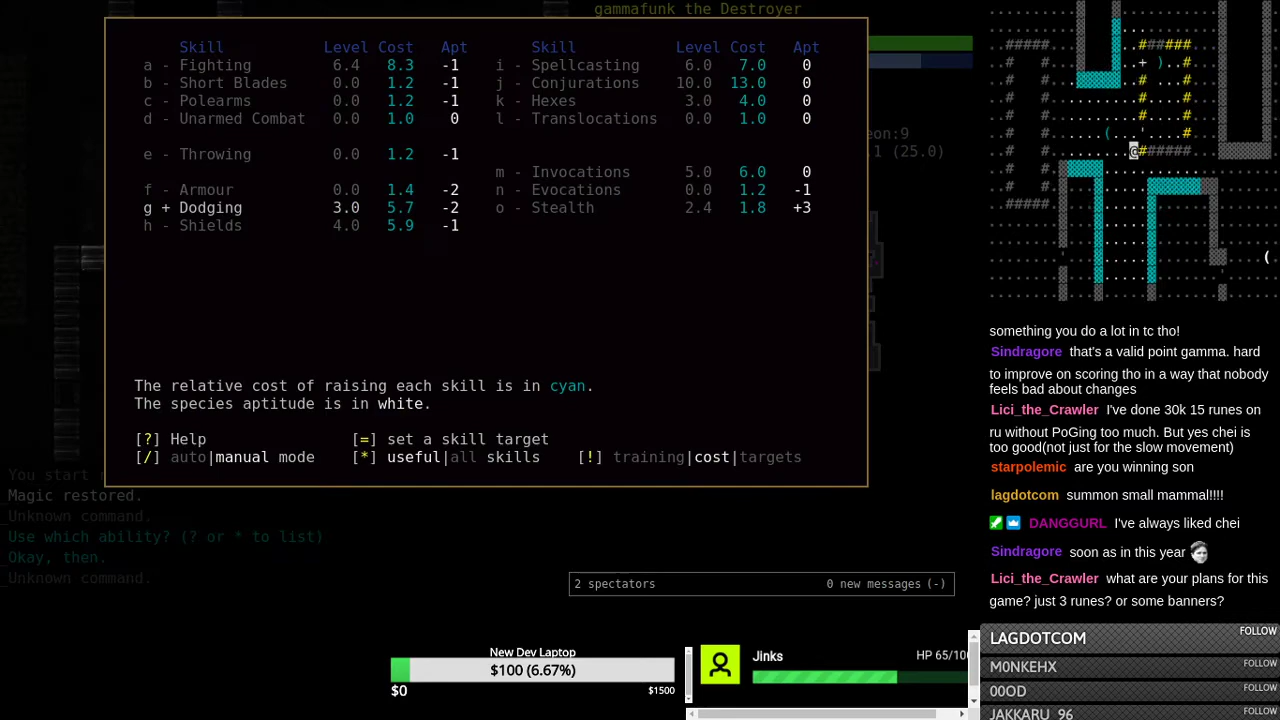 gammafunk the Destroyer
Skill Level Cost Apt Skill Level Cost Apt
a - Fighting 6.4 8.3 -1 i - Spellcasting 6.0 7.0 0
b - Short Blades 0.0 1.2 -1 j - Conjurations 10.0 13.0 0
c - Polearms 0.0 1.2 -1 k - Hexes 3.0 4.0 0
d - Unarmed Combat 0.0 1.0 0 l - Translocations 0.0 1.0 0
e - Throwing 0.0 1.2 -1
m - Invocations 5.0 6.0 0
f - Armour 0.0 1.4 -2 n - Evocations 0.0 1.2 -1
g + Dodging 3.0 5.7 -2 o - Stealth 2.4 1.8 +3
h - Shields 4.0 5.9 -1
eon:9
.1 (25.0)
The relative cost of raising each skill is in cyan.
The species aptitude is in white.
[?] Help [=] set a skill target
[/] auto|manual mode [*] useful|all skills [!] training|cost|targets
You start r
Magic restored.
_Unknown command.
Use which ability? (? or * to list)
_Okay, then.
_Unknown command.
2 spectators 0 new messages (-)
New Dev Laptop
$100 (6.67%)
$0 $1500
Jinks HP 65/100
something you do a lot in tc tho!
Sindragore that's a valid point gamma. hard
to improve on scoring tho in a way that nobody
feels bad about changes
Lici_the_Crawler I've done 30k 15 runes on
ru without PoGing too much. But yes chei is
too good(not just for the slow movement)
starpolemic are you winning son
lagdotcom summon small mammal!!!!
DANGGURL I've always liked chei
Sindragore soon as in this year
Lici_the_Crawler what are your plans for this
game? just 3 runes? or some banners?
LAGDOTCOM FOLLOW
M0NKEHX FOLLOW
00OD FOLLOW
JAKKARU_96 FOLLOW